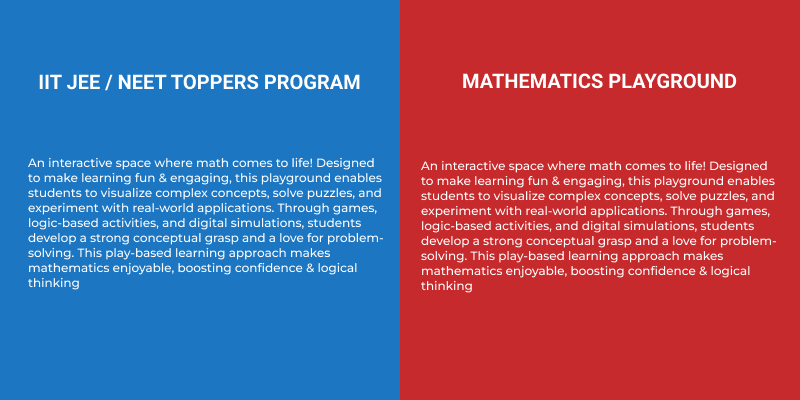 IIT JEE / NEET TOPPERS PROGRAM
An interactive space where math comes to life! Designed
to make learning fun & engaging, this playground enables
students to visualize complex concepts, solve puzzles, and
experiment with real-world applications. Through games,
logic-based activities, and digital simulations, students
develop a strong conceptual grasp and a love for problem-
solving. This play-based learning approach makes
mathematics enjoyable, boosting confidence & logical
thinking
MATHEMATICS PLAYGROUND
An interactive space where math comes to life! Designed
to make learning fun & engaging, this playground enables
students to visualize complex concepts, solve puzzles, and
experiment with real-world applications. Through games,
logic-based activities, and digital simulations, students
develop a strong conceptual grasp and a love for problem-
solving. This play-based learning approach makes
mathematics enjoyable, boosting confidence & logical
thinking